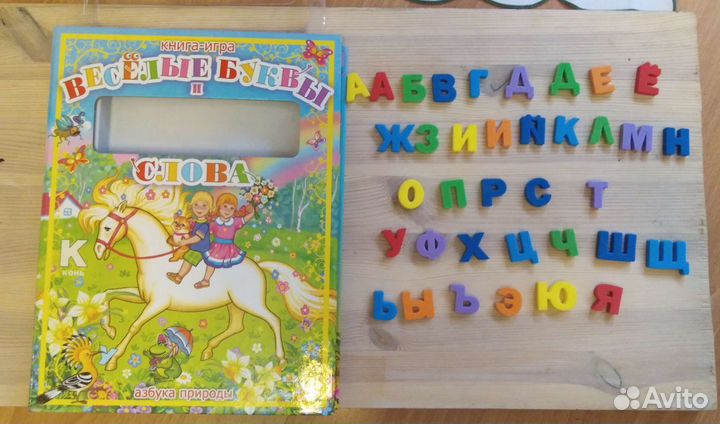 книга-игра
ВЕСЁЛЫЕ БУКВЫ
И
СЛОВА
К
конь
азбука природы
А А Б В Г Д Д Е Ё
Ж З И И Й К Л М Н
О П Р С Т
У Ф Х Ц Ч Ш Щ
Ь Ы Ъ Э Ю Я
Avito